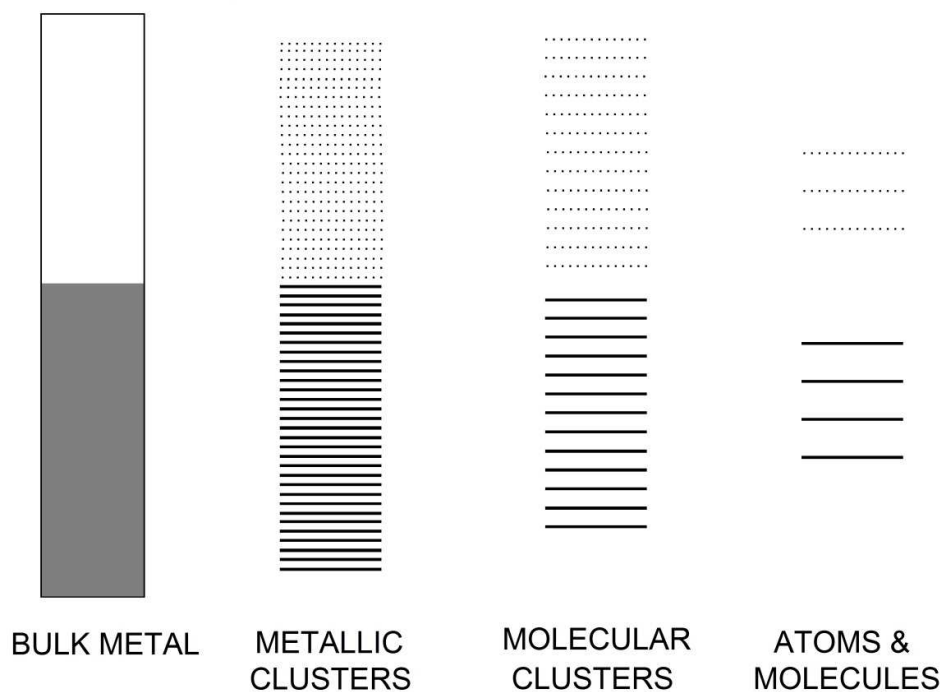 BULK METAL
METALLIC
CLUSTERS
MOLECULAR
CLUSTERS
ATOMS &
MOLECULES